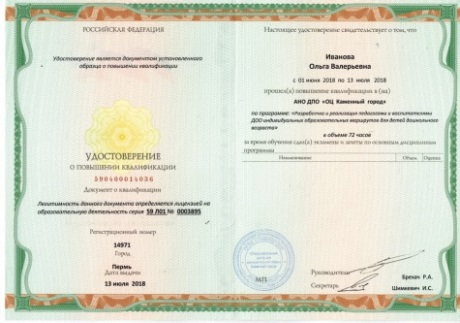 РОССИЙСКАЯ ФЕДЕРАЦИЯ
Удостоверение является документом установленного
образца о повышении квалификации
УДОСТОВЕРЕНИЕ
О ПОВЫШЕНИИ КВАЛИФИКАЦИИ
590400014036
Документ о квалификации
Легитимность данного документа определяется лицензией на
образовательную деятельность серия 59 Л01 № 0003895
Регистрационный номер
14971
Город
Пермь
Дата выдачи
13 июля 2018
Настоящее удостоверение свидетельствует о том, что
Иванова
Ольга Валерьевна
с 01 июня 2018 по 13 июля 2018
прошел(а) повышение квалификации в (на)
АНО ДПО «ОЦ Каменный город»
по программе: «Разработка и реализация педагогами и воспитателями
ДОО индивидуальных образовательных маршрутов для детей дошкольного
возраста»
в объеме 72 часов
за время обучения сдал(а) экзамены и зачеты по основным дисциплинам
программы
Наименование Объем Оценка
М.П.
Руководитель Бренач Р.А.
Секретарь Шимкевич И.С.